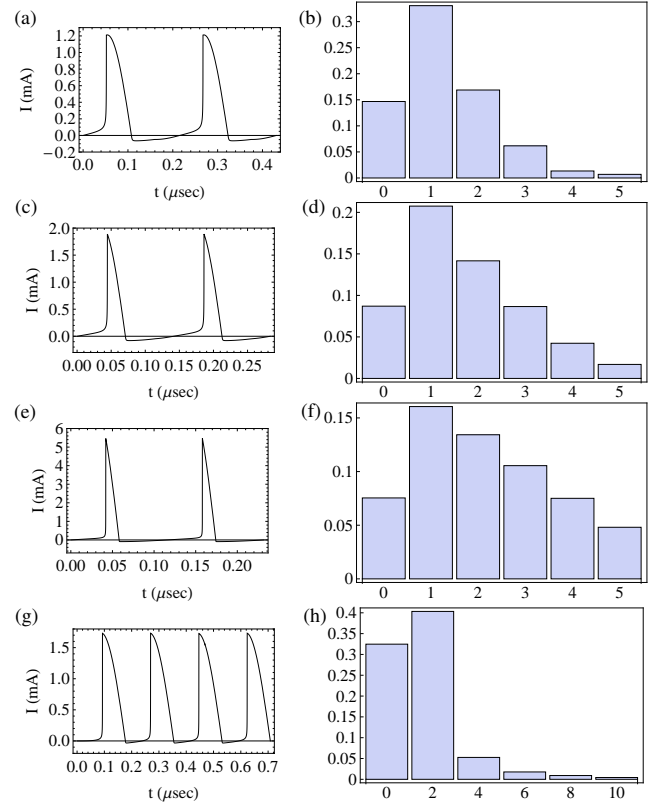 (a)
I (mA)
1.2
1.0
0.8
0.6
0.4
0.2
0.0
−0.2
0.0 0.1 0.2 0.3 0.4
t (μsec)
(b)
0.3
0.25
0.2
0.15
0.1
0.05
0
0 1 2 3 4 5
(c)
I (mA)
2.0
1.5
1.0
0.5
0.0
0.00 0.05 0.10 0.15 0.20 0.25
t (μsec)
(d)
0.2
0.15
0.1
0.05
0
0 1 2 3 4 5
(e)
I (mA)
6
5
4
3
2
1
0
0.00 0.05 0.10 0.15 0.20
t (μsec)
(f)
0.15
0.1
0.05
0
0 1 2 3 4 5
(g)
I (mA)
1.5
1.0
0.5
0.0
0.0 0.1 0.2 0.3 0.4 0.5 0.6 0.7
t (μsec)
(h)
0.4
0.35
0.3
0.25
0.2
0.15
0.1
0.05
0
0 2 4 6 8 10